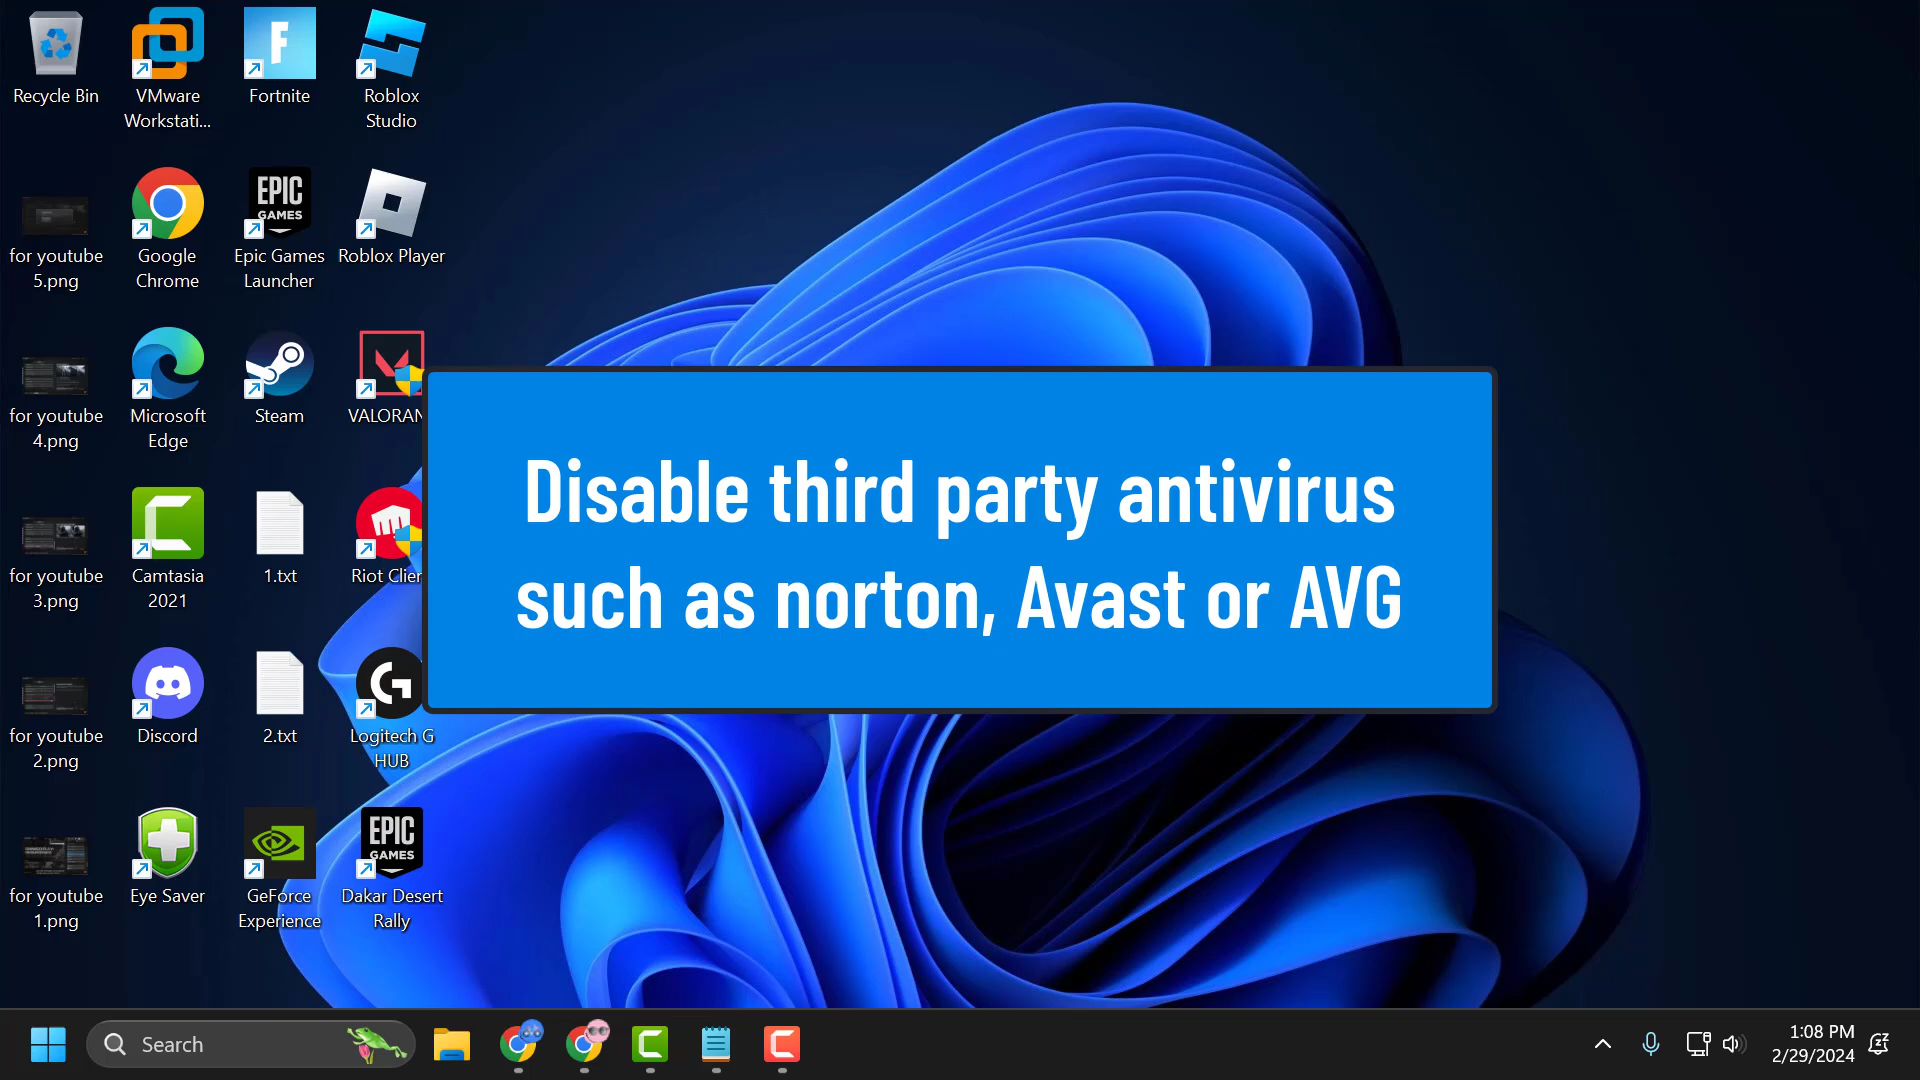 Recycle Bin
VMware
Workstati...
Fortnite
Roblox
Studio
for youtube
5.png
Google
Chrome
EPIC
GAMES
Epic Games
Launcher
Roblox Player
for youtube
4.png
Microsoft
Edge
Steam
VALORAN
Disable third party antivirus
such as norton, Avast or AVG
for youtube
3.png
Camtasia
2021
1.txt
Riot Clien
for youtube
2.png
Discord
2.txt
Logitech G
HUB
for youtube
1.png
Eye Saver
GeForce
Experience
EPIC
GAMES
Dakar Desert
Rally
Search
1:08 PM
2/29/2024